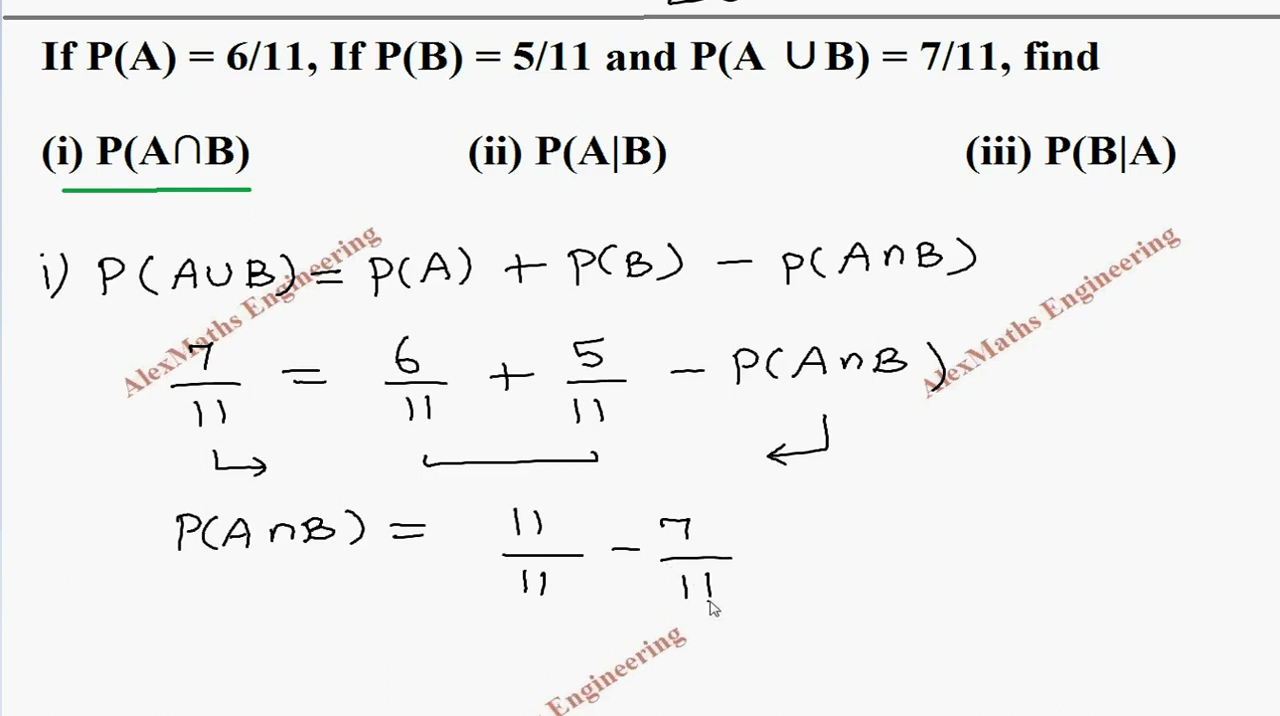 If P(A) = 6/11, If P(B) = 5/11 and P(A ∪ B) = 7/11, find
(i) P(A∩B) (ii) P(A|B) (iii) P(B|A)
i) P(A∪B) = P(A) + P(B) - P(A∩B)
7/11 = 6/11 + 5/11 - P(A∩B)
P(A∩B) = 11/11 - 7/11
AlexMaths Engineering
AlexMaths Engineering
Engineering